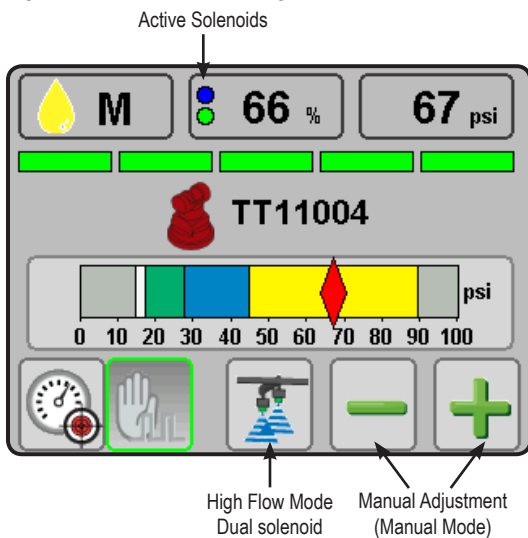 Active Solenoids
M
66 %
67 psi
TT11004
psi
0 10 20 30 40 50 60 70 80 90 100
High Flow Mode
Dual solenoid
Manual Adjustment
(Manual Mode)